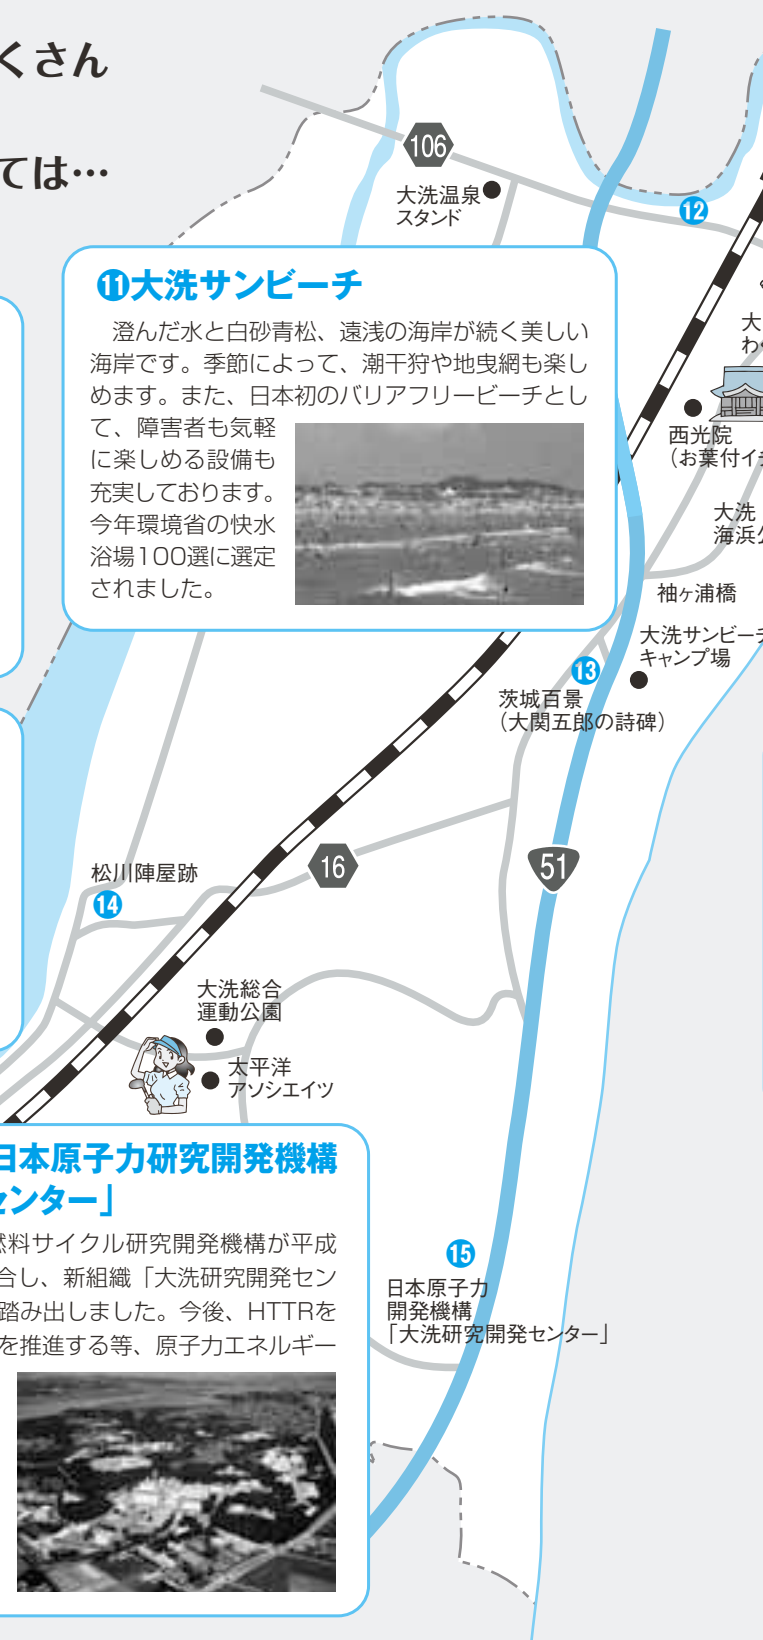 くさん
ては…
106
大洗温泉
スタンド
⑫
⑪大洗サンビーチ
澄んだ水と白砂青松、遠浅の海岸が続く美しい
海岸です。季節によって、潮干狩や地曳網も楽し
めます。また、日本初のバリアフリービーチとし
て、障害者も気軽
に楽しめる設備も
充実しております。
今年環境省の快水
浴場100選に選定
されました。
大
わ
西光院
(お葉付イ
大洗
海浜
袖ヶ浦橋
大洗サンビーチ
キャンプ場
⑬
茨城百景
(大関五郎の詩碑)
16
51
松川陣屋跡
⑭
大洗総合
運動公園
太平洋
アソシエイツ
日本原子力研究開発機構
センター」
燃料サイクル研究開発機構が平成
合し、新組織「大洗研究開発セン
踏み出しました。今後、HTTRを
を推進する等、原子力エネルギー
⑮
日本原子力
開発機構
「大洗研究開発センター」